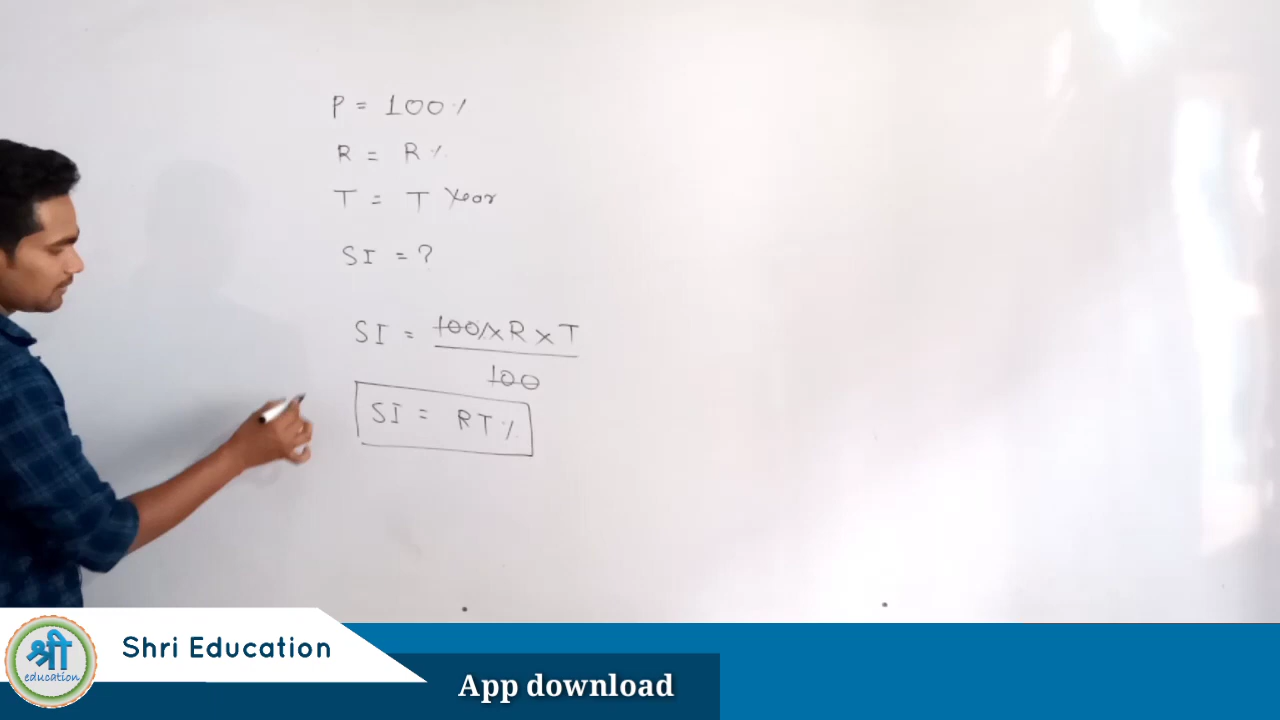 P = 100%
R = R%
T = T Year
SI = ?
SI = 100% x R x T
100
SI = RT%
श्री
education
Shri Education
App download